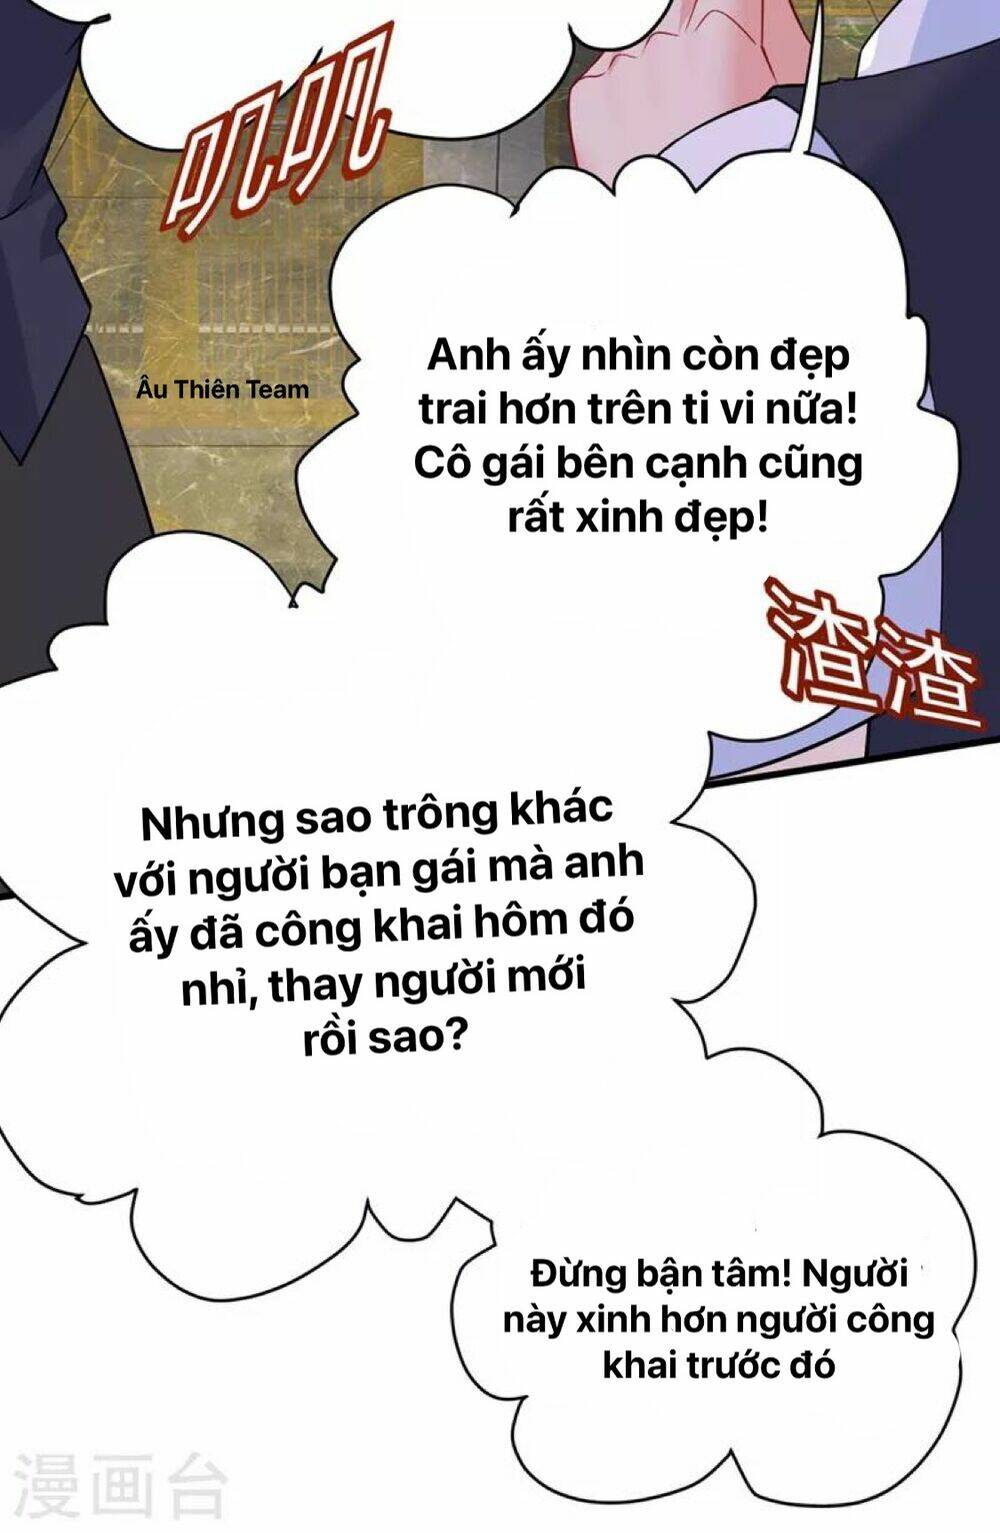 叽叽
Âu Thiên Team
Anh ấy nhìn còn đẹp
trai hơn trên ti vi nữa!
Cô gái bên cạnh cũng
rất xinh đẹp!
渣渣
Nhưng sao trông khác
với người bạn gái mà anh
ấy đã công khai hôm đó
nhỉ, thay người mới
rồi sao?
Đừng bận tâm! Người
này xinh hơn người công
khai trước đó
漫画台